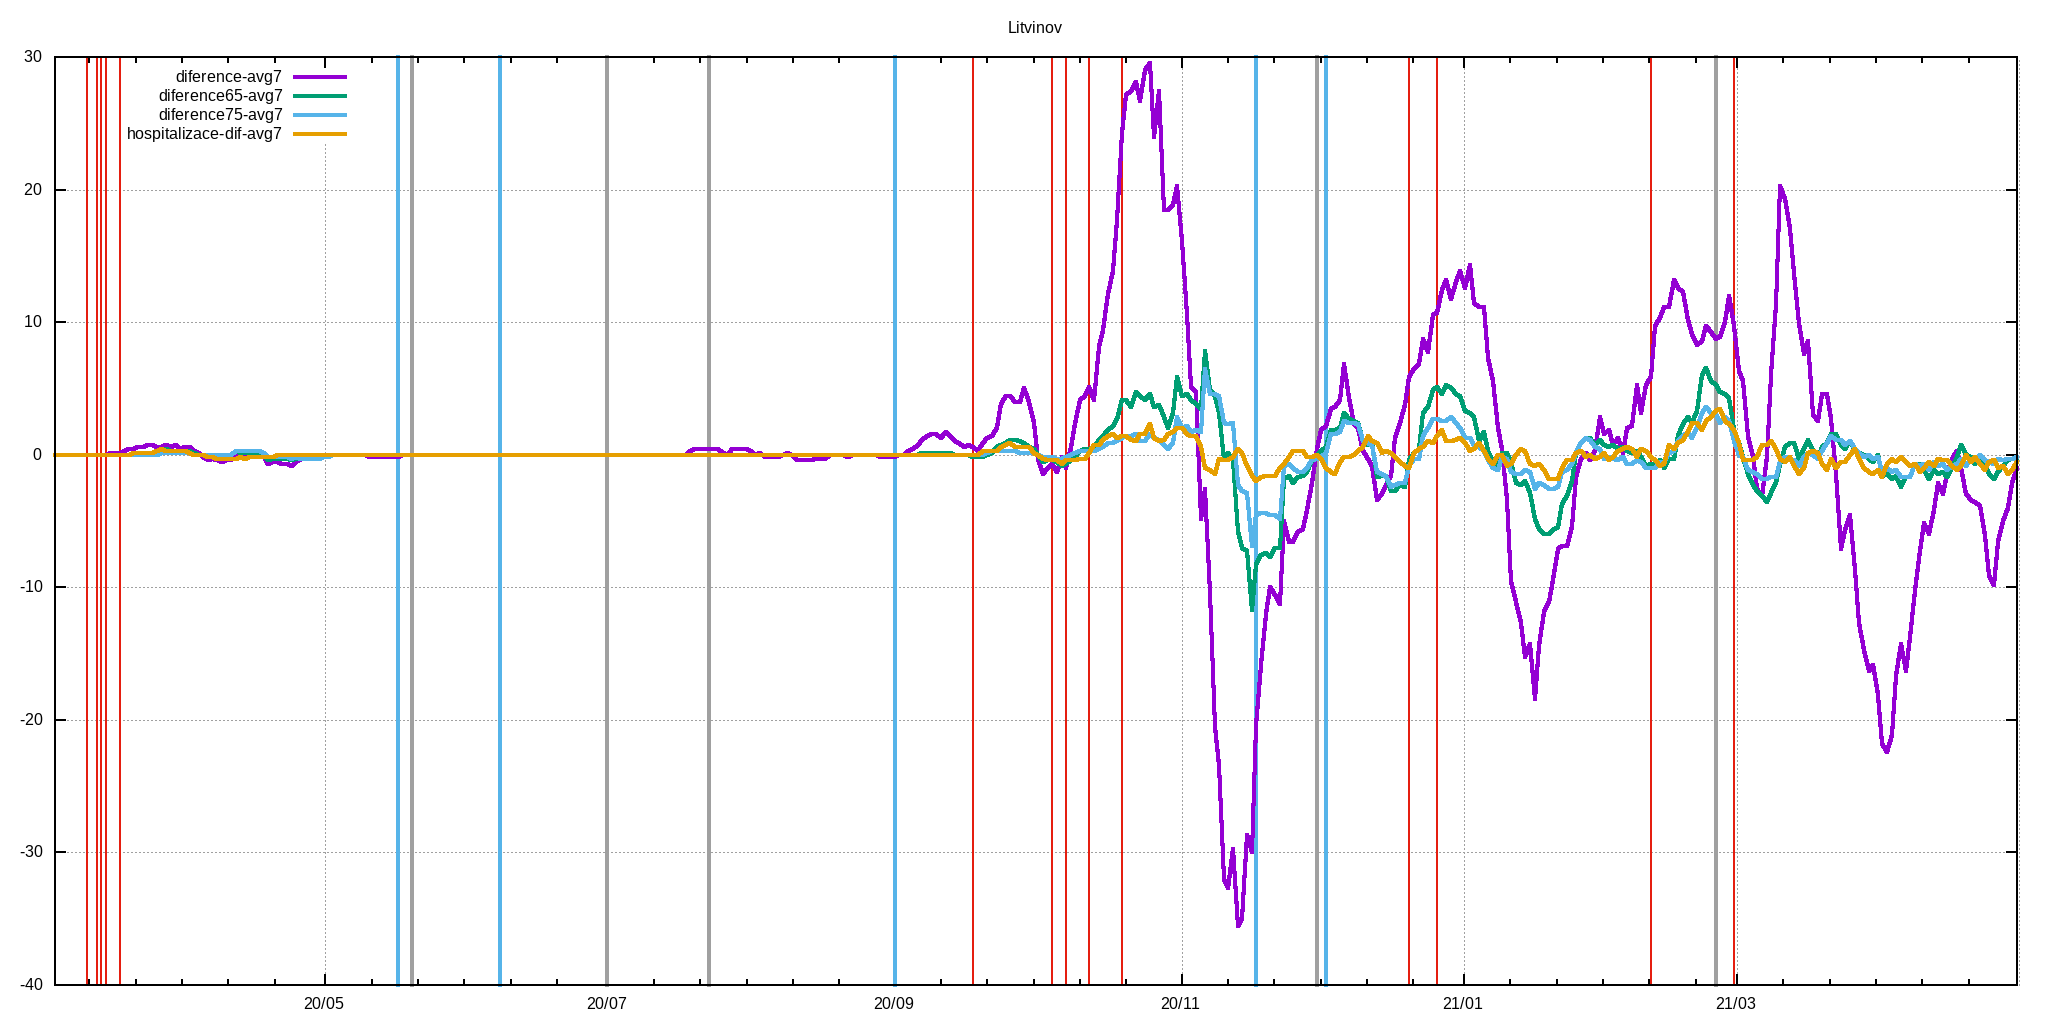 Litvinov
30
diference-avg7
diference65-avg7
diference75-avg7
hospitalizace-dif-avg7
20
10
0
-10
-20
-30
-40
20/05 20/07 20/09 20/11 21/01 21/03